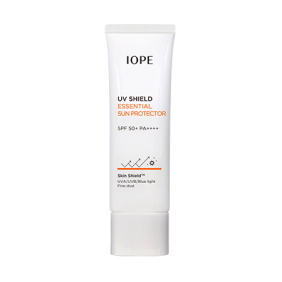 IOPE
UV SHIELD
ESSENTIAL
SUN PROTECTOR
SPF 50+ PA++++
Skin Shield™
UVA/UVB/Blue light
Fine dust